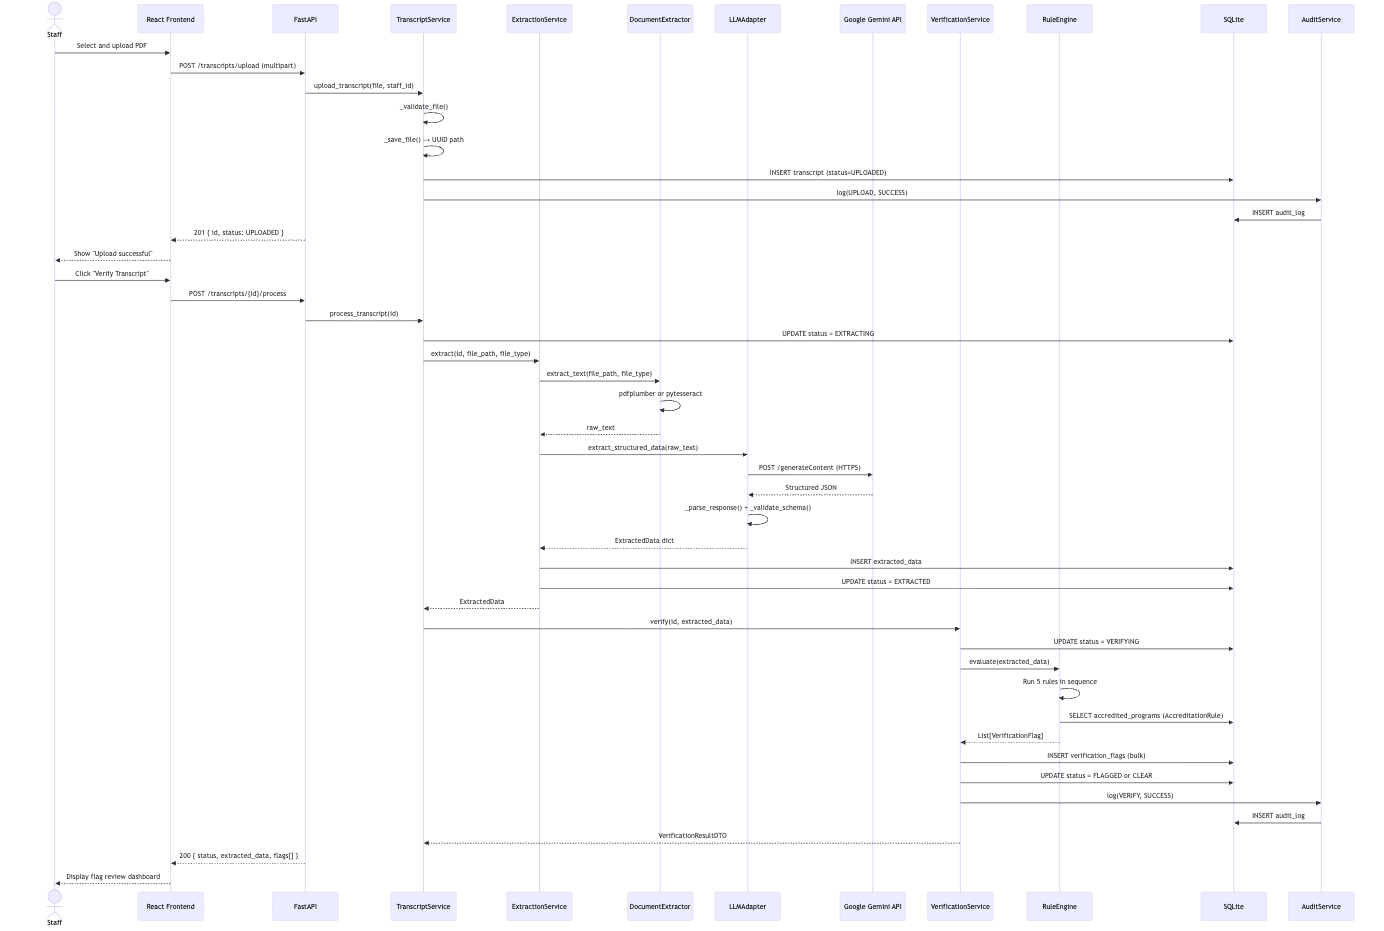 Staff
React Frontend
FastAPI
TranscriptService
ExtractionService
DocumentExtractor
LLMAdapter
Google Gemini API
VerificationService
RuleEngine
SQLite
AuditService
Select and upload PDF
POST /transcripts/upload (multipart)
upload_transcript(file, staff_id)
_validate_file()
_save_file() → UUID path
INSERT transcript (status=UPLOADED)
log(UPLOAD, SUCCESS)
INSERT audit_log
201 { id, status: UPLOADED }
Show "Upload successful"
Click "Verify Transcript"
POST /transcripts/{id}/process
process_transcript(id)
UPDATE status = EXTRACTING
extract(id, file_path, file_type)
extract_text(file_path, file_type)
pdfplumber or pytesseract
raw_text
extract_structured_data(raw_text)
POST /generateContent (HTTPS)
Structured JSON
_parse_response() + _validate_schema()
ExtractedData dict
INSERT extracted_data
UPDATE status = EXTRACTED
ExtractedData
verify(id, extracted_data)
UPDATE status = VERIFYING
evaluate(extracted_data)
Run 5 rules in sequence
SELECT accredited_programs (AccreditationRule)
List[VerificationFlag]
INSERT verification_flags (bulk)
UPDATE status = FLAGGED or CLEAR
log(VERIFY, SUCCESS)
INSERT audit_log
VerificationResultDTO
200 { status, extracted_data, flags[] }
Display flag review dashboard
Staff
React Frontend
FastAPI
TranscriptService
ExtractionService
DocumentExtractor
LLMAdapter
Google Gemini API
VerificationService
RuleEngine
SQLite
AuditService